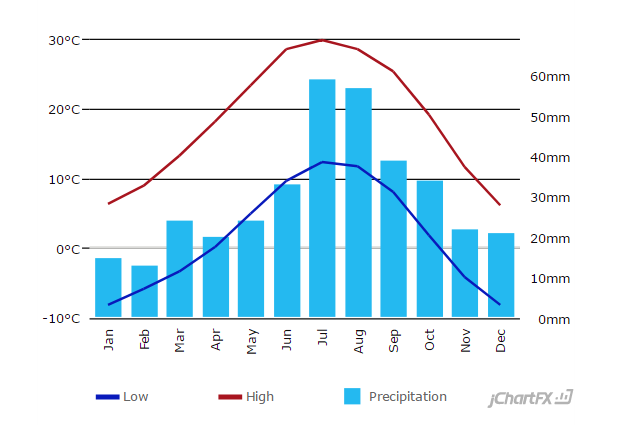 30°C
20°C
10°C
0°C
-10°C
60mm
50mm
40mm
30mm
20mm
10mm
0mm
Jan
Feb
Mar
Apr
May
Jun
Jul
Aug
Sep
Oct
Nov
Dec
Low
High
Precipitation
jChartFX